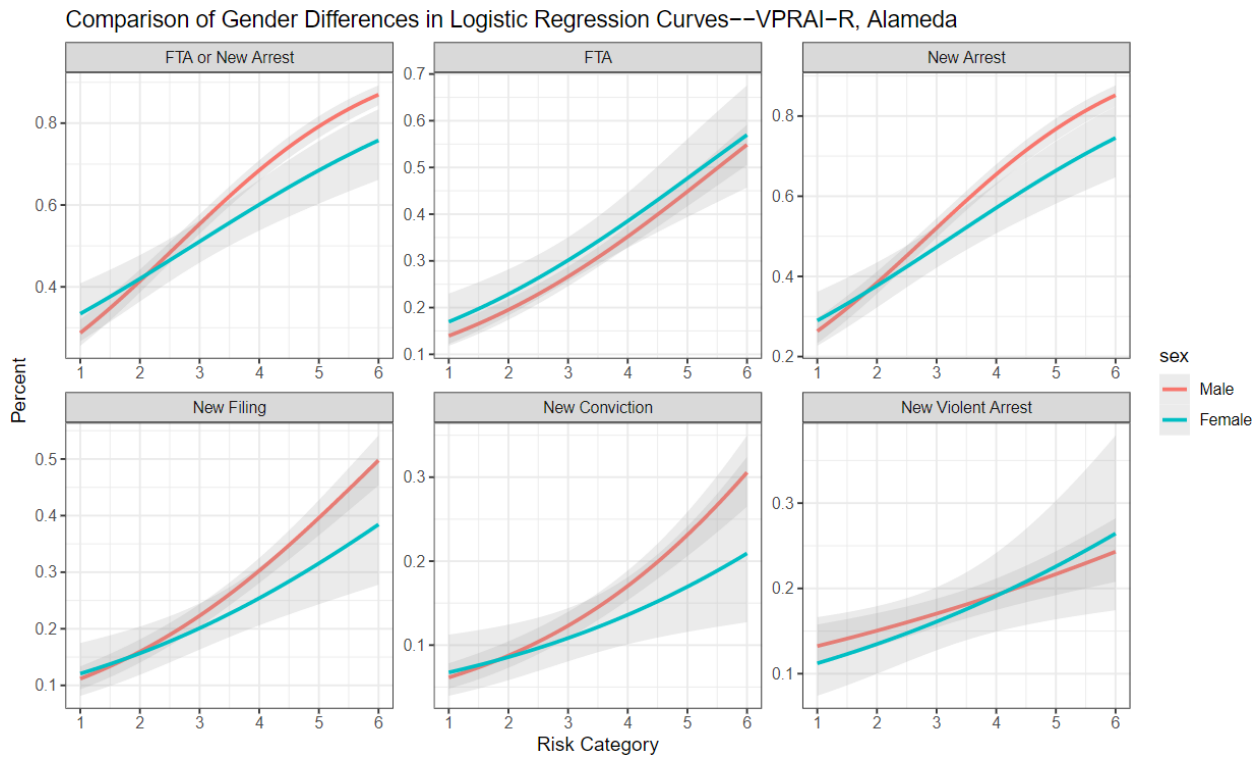 Comparison of Gender Differences in Logistic Regression Curves--VPRAI-R, Alameda
FTA or New Arrest
0.8
0.6
0.4
1 2 3 4 5 6
FTA
0.7
0.6
0.5
0.4
0.3
0.2
0.1
1 2 3 4 5 6
New Arrest
0.8
0.6
0.4
0.2
1 2 3 4 5 6
Percent
New Filing
0.5
0.4
0.3
0.2
0.1
1 2 3 4 5 6
New Conviction
0.3
0.2
0.1
1 2 3 4 5 6
New Violent Arrest
0.3
0.2
0.1
1 2 3 4 5 6
Risk Category
sex
Male
Female